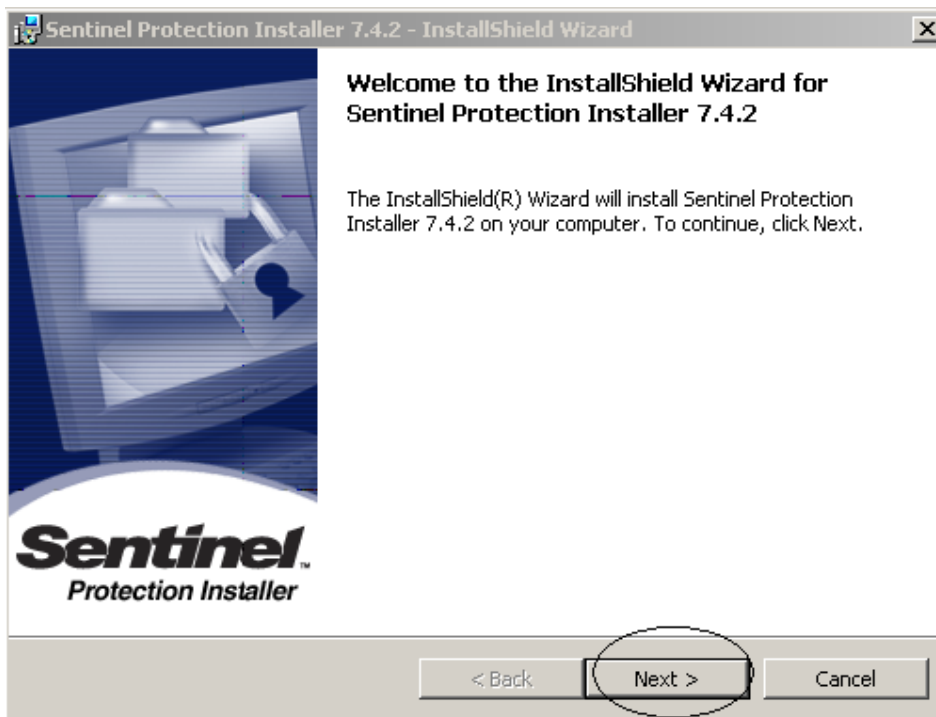 Sentinel Protection Installer 7.4.2 - InstallShield Wizard
Welcome to the InstallShield Wizard for
Sentinel Protection Installer 7.4.2
The InstallShield(R) Wizard will install Sentinel Protection
Installer 7.4.2 on your computer. To continue, click Next.
Sentinel™
Protection Installer
< Back
Next >
Cancel